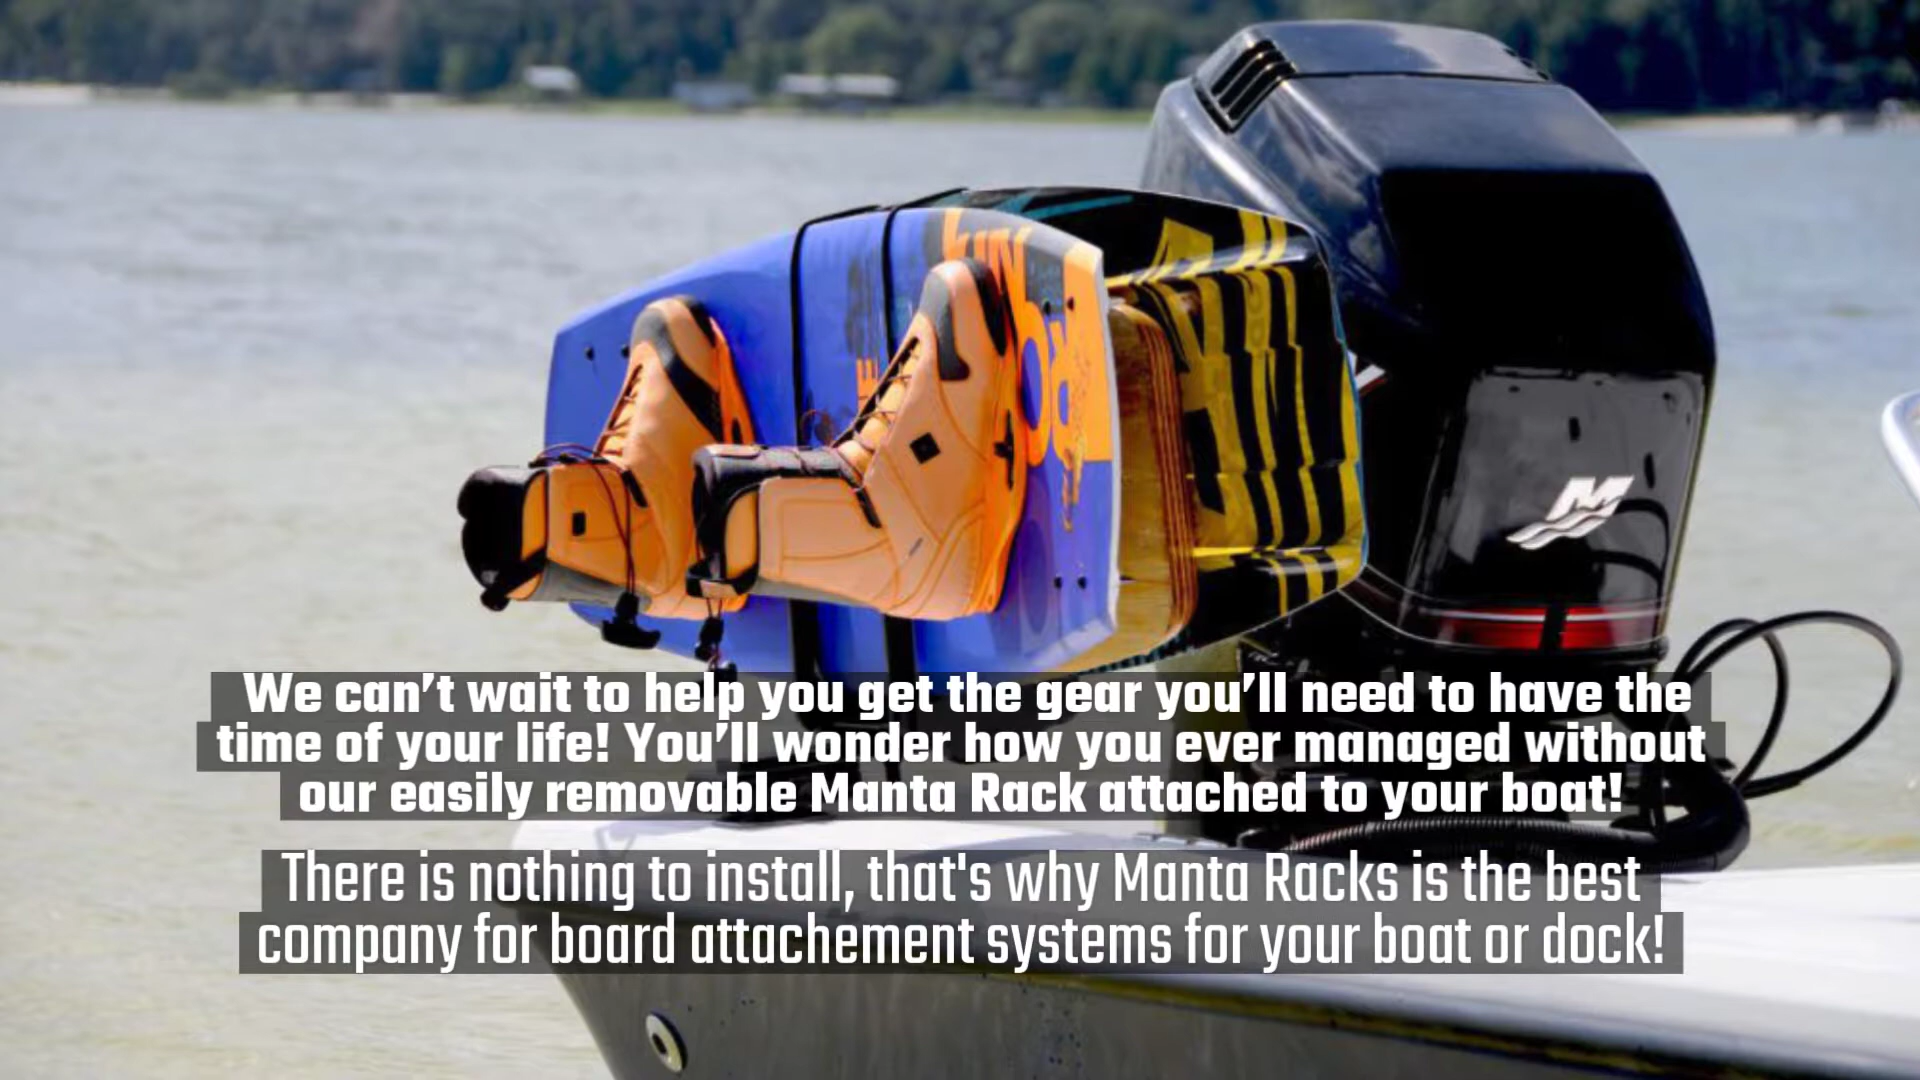 We can’t wait to help you get the gear you’ll need to have the
time of your life! You’ll wonder how you ever managed without
our easily removable Manta Rack attached to your boat!
There is nothing to install, that's why Manta Racks is the best
company for board attachement systems for your boat or dock!